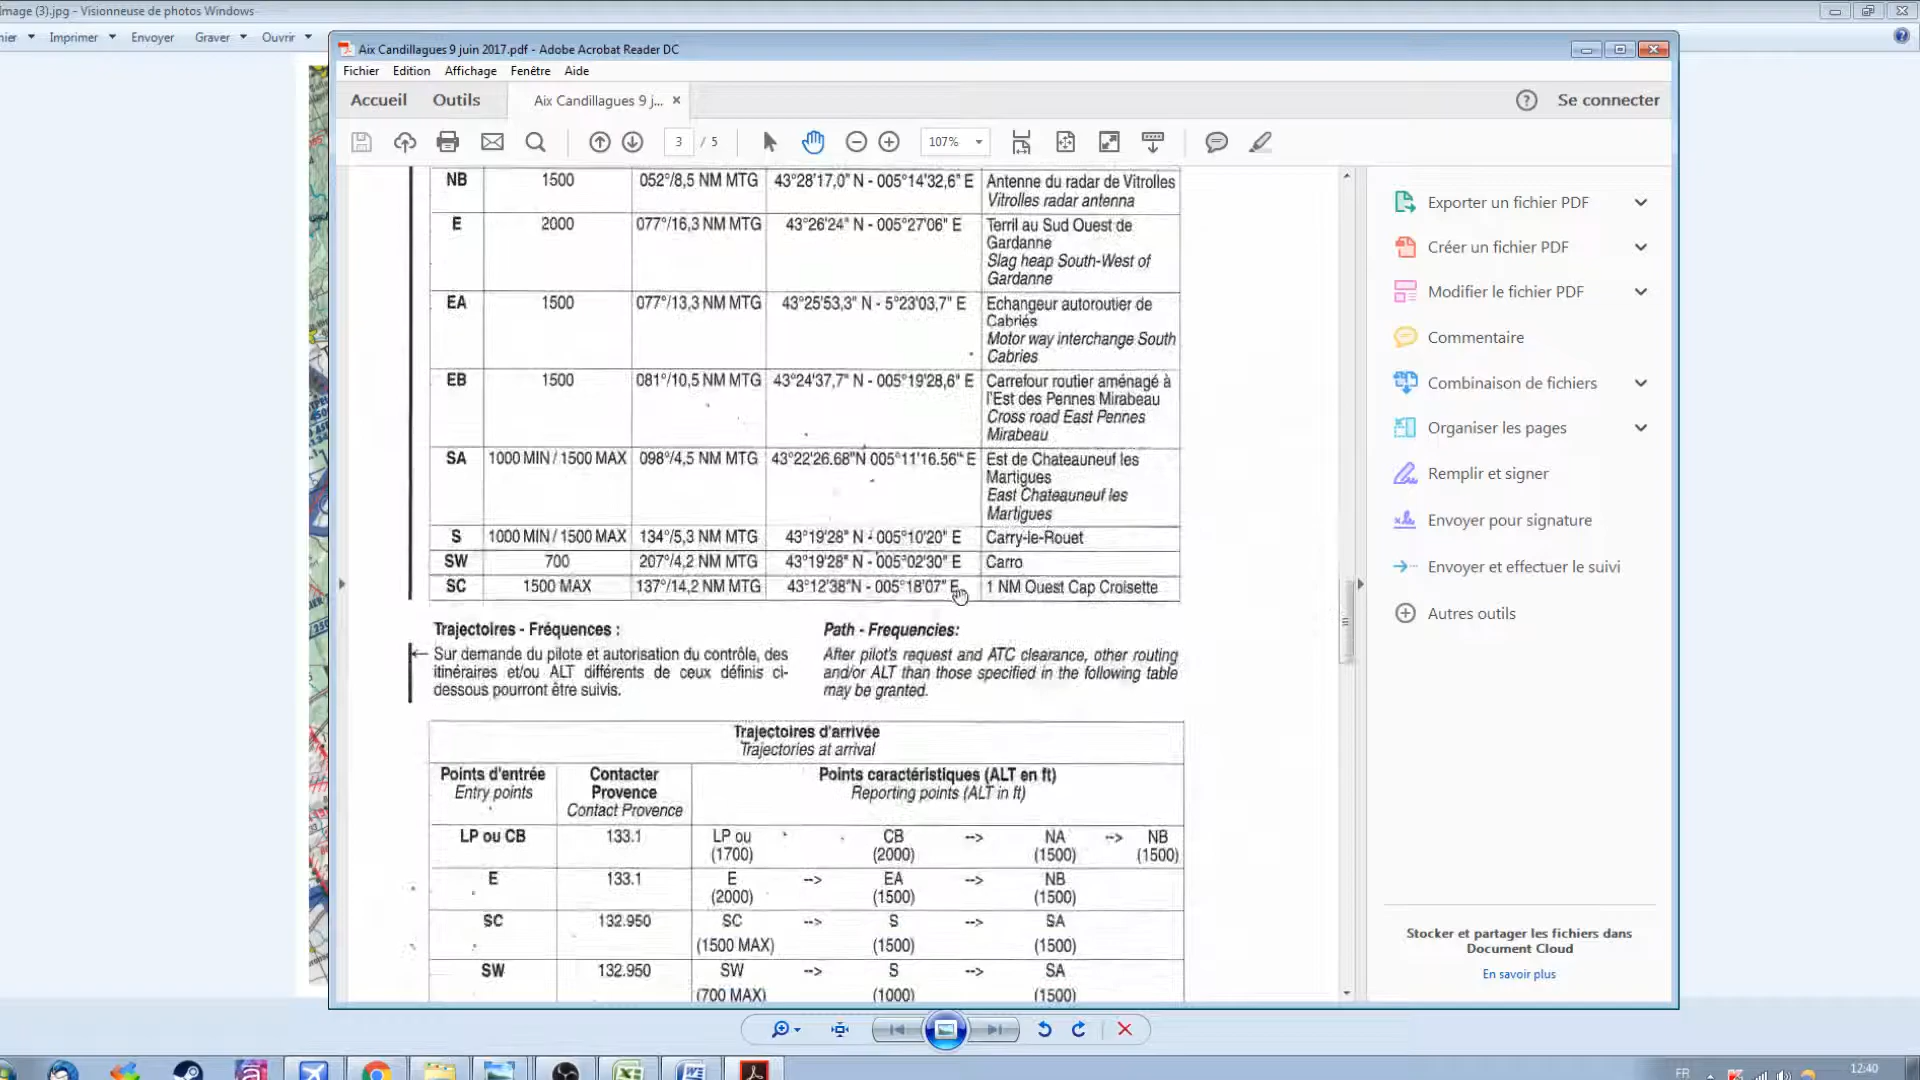 Image (3).jpg - Visionneuse de photos Windows
Imprimer Envoyer Graver Ouvrir
Aix Candillagues 9 juin 2017.pdf - Adobe Acrobat Reader DC
Fichier Edition Affichage Fenêtre Aide
Accueil Outils Aix Candillagues 9 j... × Se connecter
3 / 5 107%
NB 1500 052°/8,5 NM MTG 43°28'17,0" N - 005°14'32,6" E Antenne du radar de Vitrolles
Vitrolles radar antenna
E 2000 077°/16,3 NM MTG 43°26'24" N - 005°27'06" E Terril au Sud Ouest de
Gardanne
Slag heap South-West of
Gardanne
EA 1500 077°/13,3 NM MTG 43°25'53,3" N - 5°23'03,7" E Echangeur autoroutier de
Cabriés
Motor way interchange South
Cabries
EB 1500 081°/10,5 NM MTG 43°24'37,7" N - 005°19'28,6" E Carrefour routier aménagé à
l'Est des Pennes Mirabeau
Cross road East Pennes
Mirabeau
SA 1000 MIN / 1500 MAX 098°/4,5 NM MTG 43°22'26.68"N 005°11'16.56" E Est de Chateauneuf les
Martigues
East Chateauneuf les
Martigues
S 1000 MIN / 1500 MAX 134°/5,3 NM MTG 43°19'28" N - 005°10'20" E Carry-le-Rouet
SW 700 207°/4,2 NM MTG 43°19'28" N - 005°02'30" E Carro
SC 1500 MAX 137°/14,2 NM MTG 43°12'38"N - 005°18'07" E 1 NM Ouest Cap Croisette
Trajectoires - Fréquences :
Sur demande du pilote et autorisation du contrôle, des
itinéraires et/ou ALT différents de ceux définis ci-
dessous pourront être suivis.
Path - Frequencies:
After pilot's request and ATC clearance, other routing
and/or ALT than those specified in the following table
may be granted.
Trajectoires d'arrivée
Trajectories at arrival
Points d'entrée
Entry points
Contacter
Provence
Contact Provence
Points caractéristiques (ALT en ft)
Reporting points (ALT in ft)
LP ou CB 133.1 LP ou CB --> NA --> NB
(1700) (2000) (1500) (1500)
E 133.1 E --> EA --> NB
(2000) (1500) (1500)
SC 132.950 SC --> S --> SA
(1500 MAX) (1500) (1500)
SW 132.950 SW --> S --> SA
(700 MAX) (1000) (1500)
Exporter un fichier PDF
Créer un fichier PDF
Modifier le fichier PDF
Commentaire
Combinaison de fichiers
Organiser les pages
Remplir et signer
Envoyer pour signature
Envoyer et effectuer le suivi
Autres outils
Stocker et partager les fichiers dans
Document Cloud
En savoir plus
FR 12:40